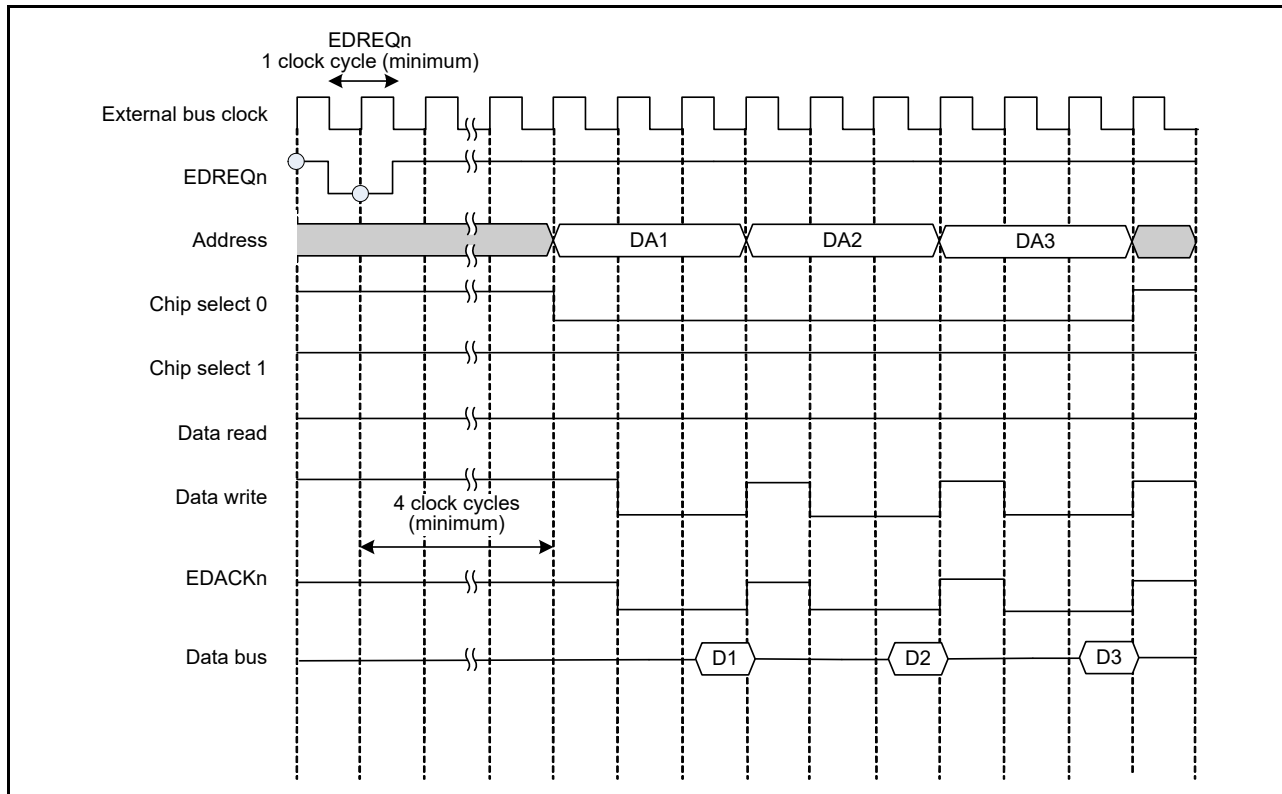 EDREQn
1 clock cycle (minimum)
External bus clock
EDREQn
Address
DA1
DA2
DA3
Chip select 0
Chip select 1
Data read
Data write
4 clock cycles
(minimum)
EDACKn
Data bus
D1
D2
D3